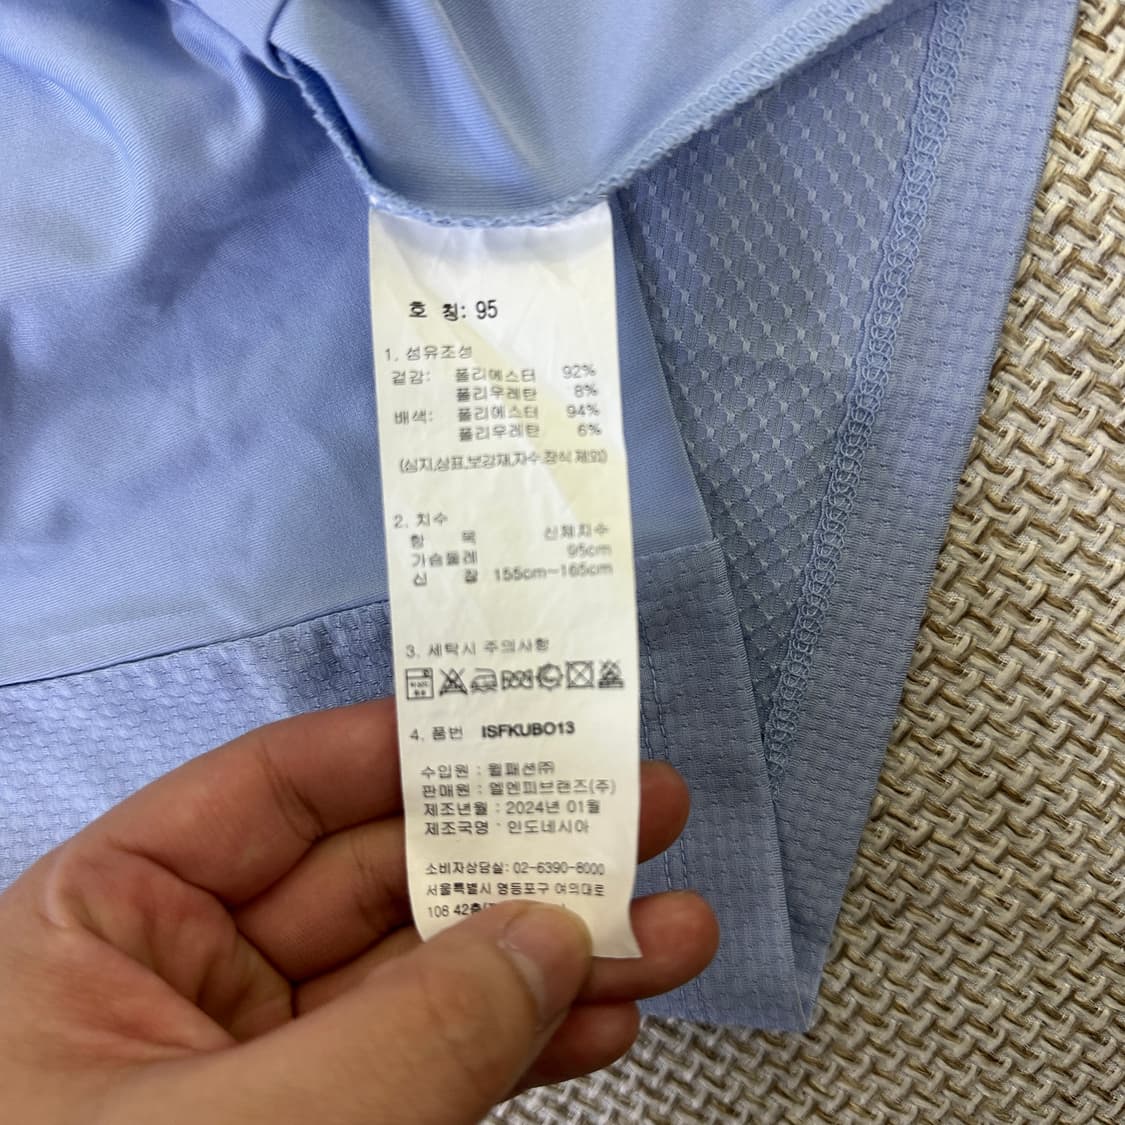 호 칭: 95
1. 섬유조성
겉감: 폴리에스터 92%
폴리우레탄 8%
배색: 폴리에스터 94%
폴리우레탄 6%
(심지,상표,보강재,자수,장식 제외)
2. 치수
항 목 신체치수
가슴둘레 95cm
신 장 155cm~165cm
3. 세탁시 주의사항
4. 품번 ISFKUBO13
수입원 : 윌패션㈜
판매원 : 엘엔피브랜즈(주)
제조년월 : 2024년 01월
제조국명 : 인도네시아
소비자상담실: 02-6390-8000
서울특별시 영등포구 여의대로
108 42층